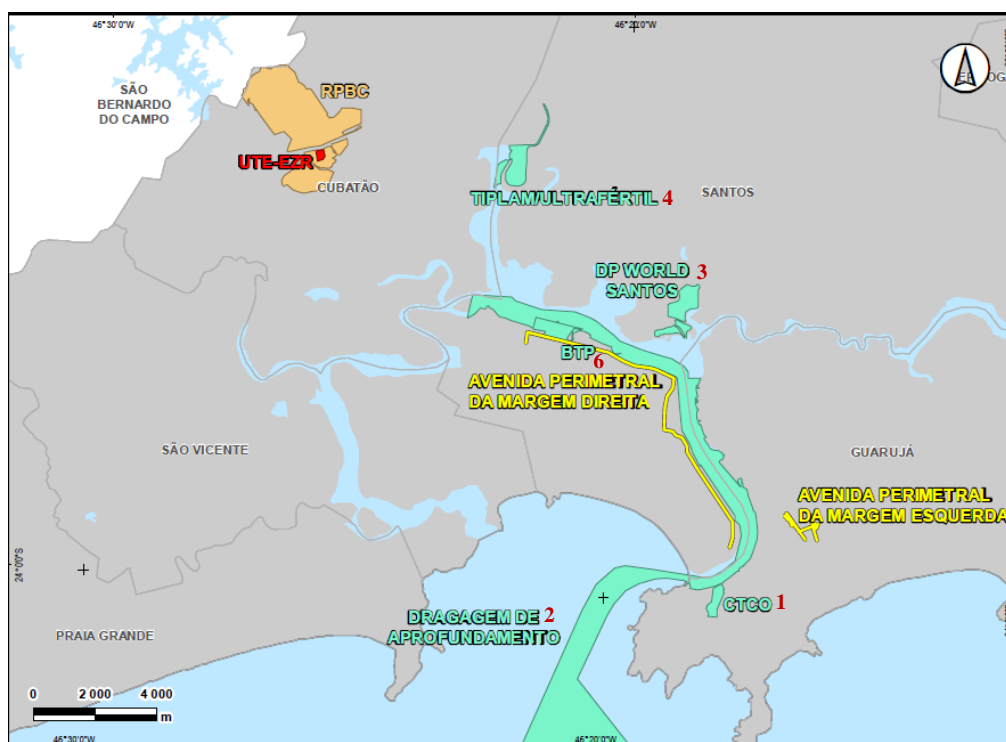 46°30'0"W
46°20'0"W
SÃO
BERNARDO
DO CAMPO
RPBC
UTE-EZR
CUBATÃO
TIPLAM/ULTRAFÉRTIL 4
SANTOS
DP WORLD 3
SANTOS
BTP 6
AVENIDA PERIMETRAL
DA MARGEM DIREITA
SÃO VICENTE
GUARUJÁ
AVENIDA PERIMETRAL
DA MARGEM ESQUERDA
24°0'0"S
CTCO 1
DRAGAGEM DE 2
APROFUNDAMENTO
PRAIA GRANDE
0 2 000 4 000
m
46°30'0"W
46°20'0"W